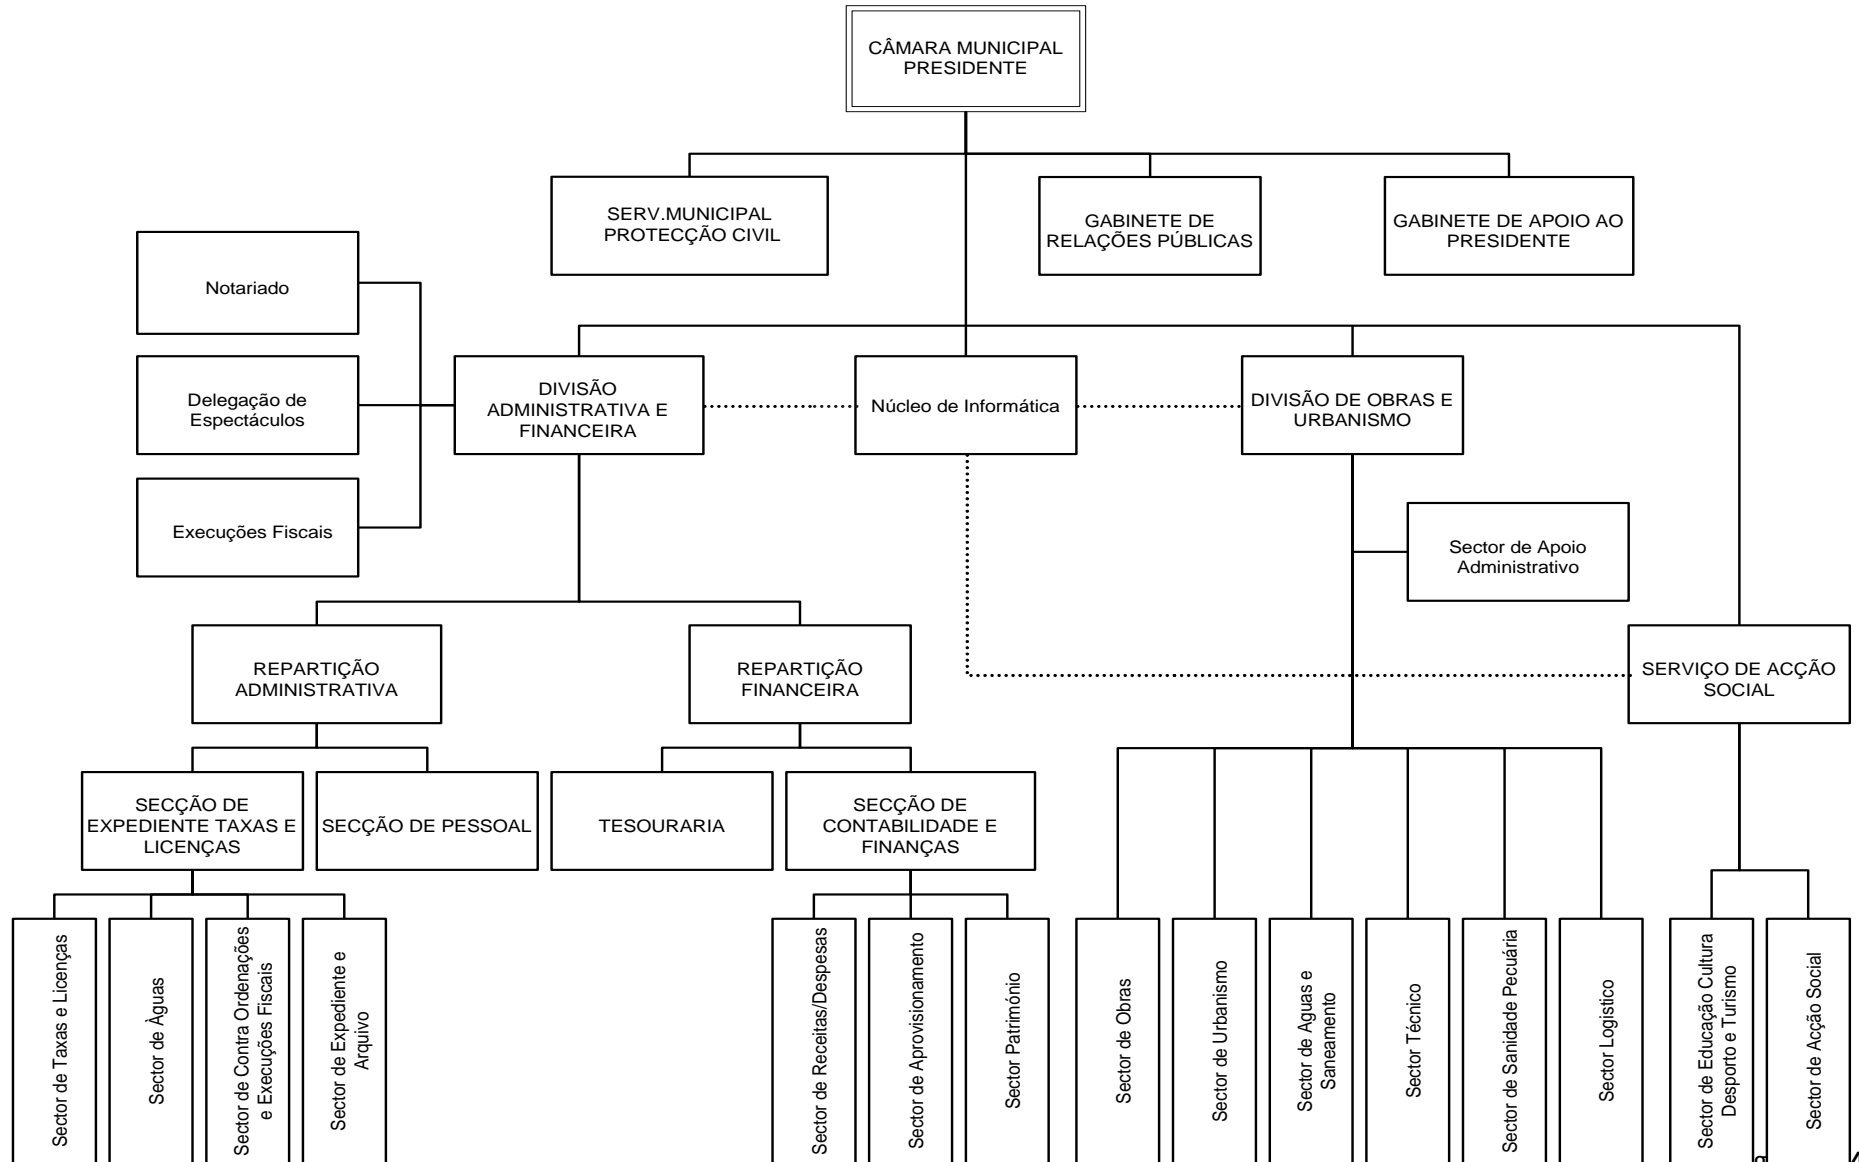 CÂMARA MUNICIPAL
PRESIDENTE
SERV.MUNICIPAL
PROTECÇÃO CIVIL
GABINETE DE
RELAÇÕES PÚBLICAS
GABINETE DE APOIO AO
PRESIDENTE
Notariado
Delegação de
Espectáculos
Execuções Fiscais
DIVISÃO
ADMINISTRATIVA E
FINANCEIRA
Núcleo de Informática
DIVISÃO DE OBRAS E
URBANISMO
Sector de Apoio
Administrativo
REPARTIÇÃO
ADMINISTRATIVA
REPARTIÇÃO
FINANCEIRA
SERVIÇO DE ACÇÃO
SOCIAL
SECÇÃO DE
EXPEDIENTE TAXAS E
LICENÇAS
SECÇÃO DE PESSOAL
TESOURARIA
SECÇÃO DE
CONTABILIDADE E
FINANÇAS
Sector de Taxas e Licenças
Sector de Àguas
Sector de Contra Ordenações
e Execuções Fiscais
Sector de Expediente e
Arquivo
Sector de Receitas/Despesas
Sector de Aprovisionamento
Sector Património
Sector de Obras
Sector de Urbanismo
Sector de Aguas e
Saneamento
Sector Técnico
Sector de Sanidade Pecuária
Sector Logistico
Sector de Educação Cultura
Desporto e Turismo
Sector de Acção Social